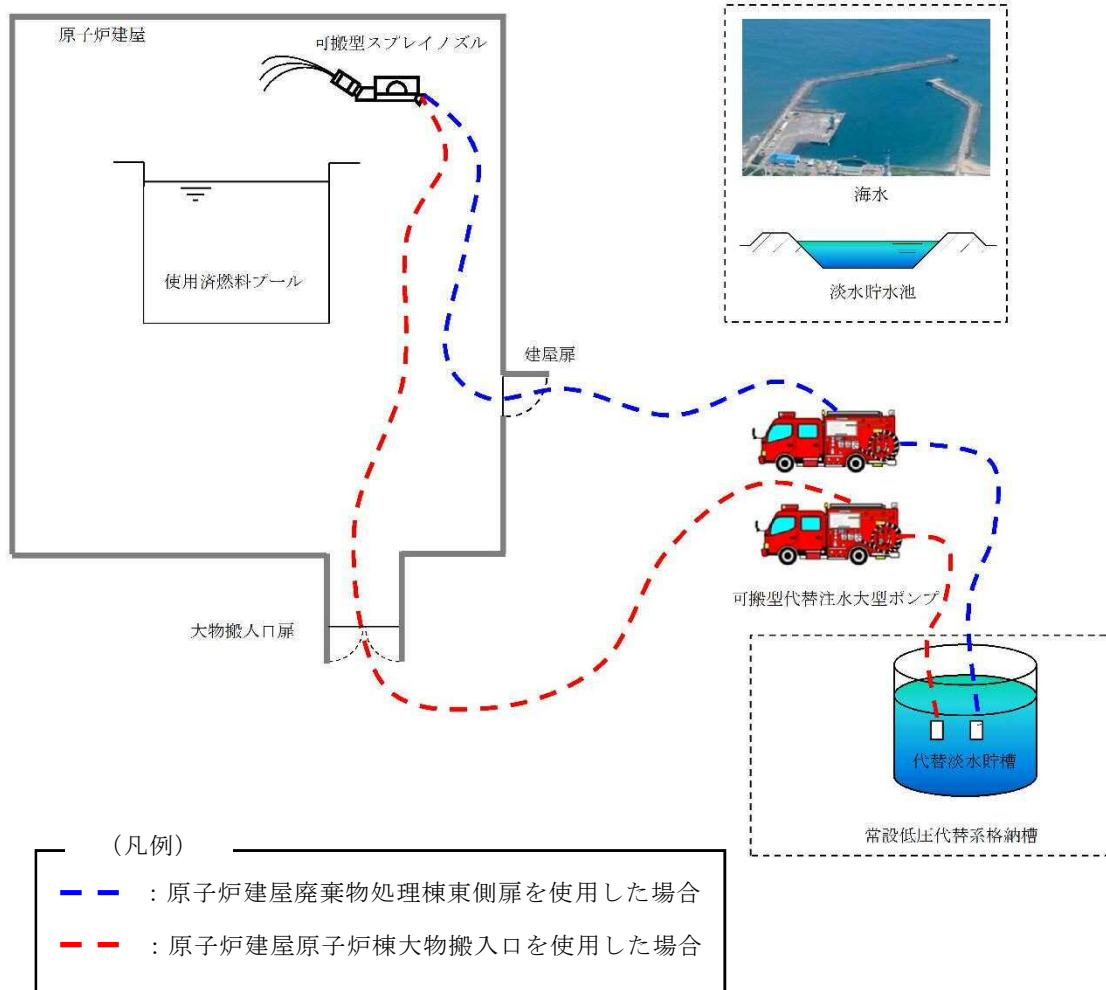 原子炉建屋
可搬型スプレイノズル
使用済燃料プール
海水
淡水貯水池
建屋扉
可搬型代替注水大型ポンプ
大物搬入口扉
代替淡水貯槽
常設低圧代替系格納槽
（凡例）
：原子炉建屋廃棄物処理棟東側扉を使用した場合
：原子炉建屋原子炉棟大物搬入口を使用した場合